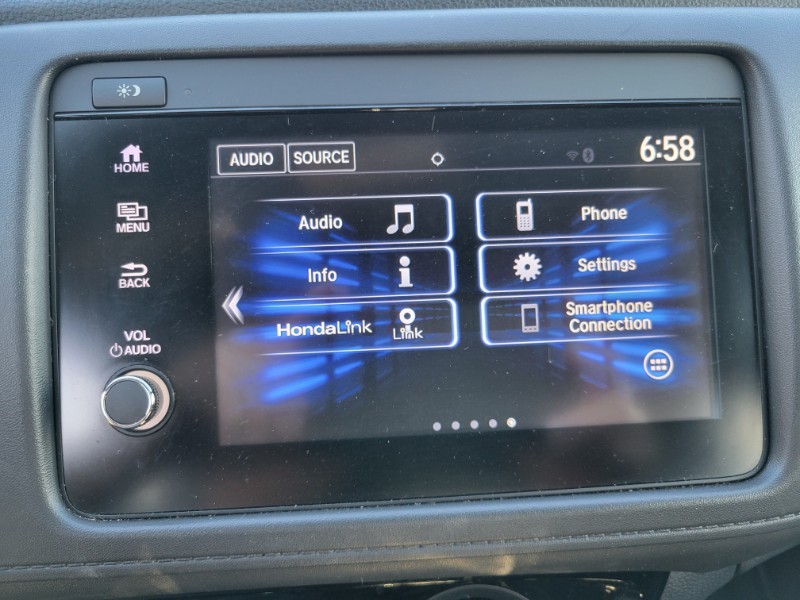 HOME
MENU
BACK
VOL
AUDIO
AUDIO SOURCE
6:58
Audio
Phone
Info
Settings
HondaLink
Link
Smartphone
Connection